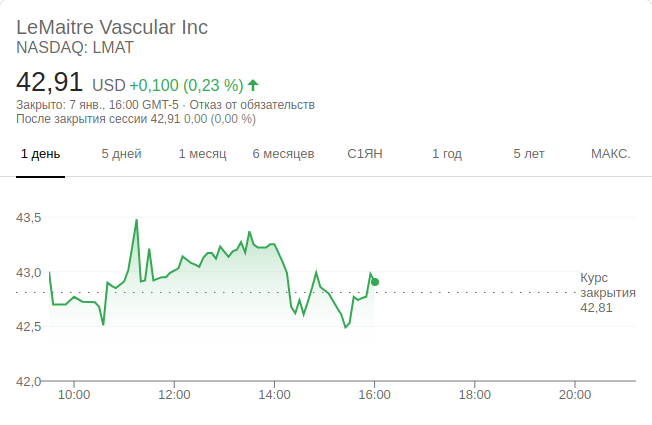 LeMaitre Vascular Inc
NASDAQ: LMAT
42,91 USD +0,100 (0,23 %)
Закрыто: 7 янв., 16:00 GMT-5 · Отказ от обязательств
После закрытия сессии 42,91 0,00 (0,00 %)
1 день 5 дней 1 месяц 6 месяцев С1ЯН 1 год 5 лет МАКС.
43,5
43,0
Курс
закрытия
42,81
42,5
42,0
10:00 12:00 14:00 16:00 18:00 20:00